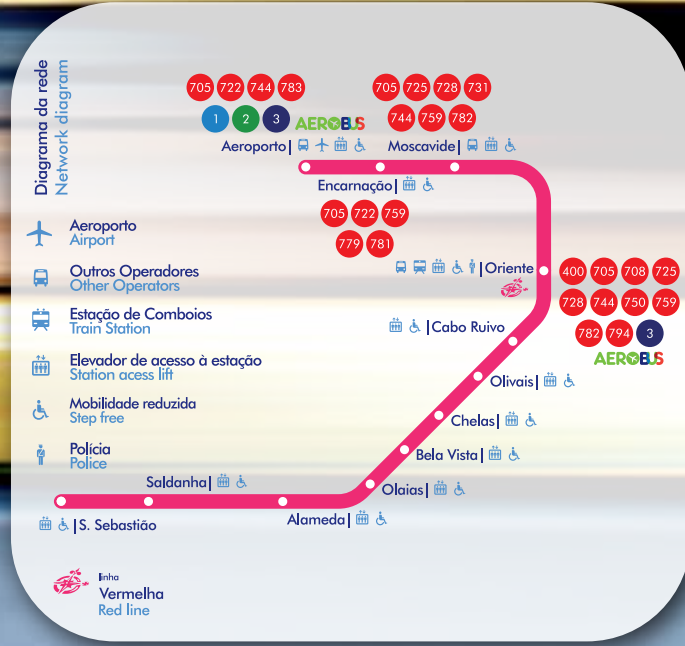 Diagrama da rede
Network diagram
705 722 744 783
1 2 3 AEROBUS
Aeroporto
705 725 728 731
744 759 782
Moscavide
Encarnação
705 722 759
779 781
Oriente
400 705 708 725
728 744 750 759
782 794 3
AEROBUS
Cabo Ruivo
Olivais
Chelas
Bela Vista
Olaias
Alameda
Saldanha
S. Sebastião
Aeroporto
Airport
Outros Operadores
Other Operators
Estação de Comboios
Train Station
Elevador de acesso à estação
Station acess lift
Mobilidade reduzida
Step free
Polícia
Police
linha
Vermelha
Red line